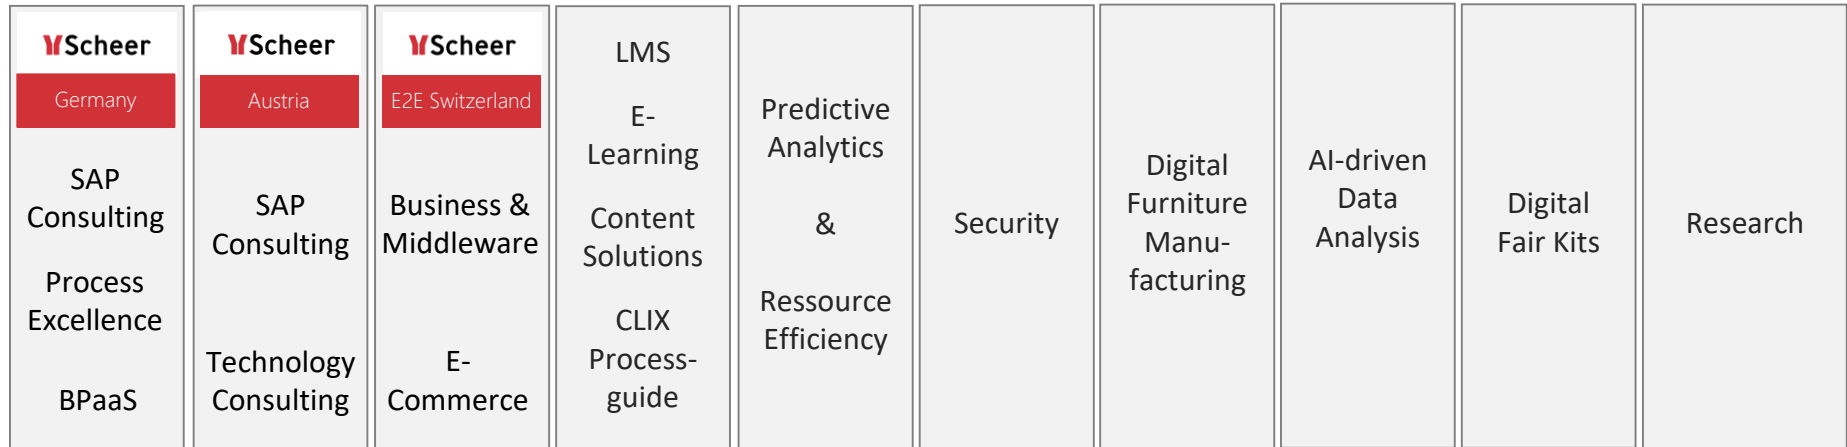 Scheer
Germany
SAP
Consulting
Process
Excellence
BPaaS
Scheer
Austria
SAP
Consulting
Technology
Consulting
Scheer
E2E Switzerland
Business &
Middleware
E-
Commerce
LMS
E-
Learning
Content
Solutions
CLIX
Process-
guide
Predictive
Analytics
&
Ressource
Efficiency
Security
Digital
Furniture
Manu-
facturing
AI-driven
Data
Analysis
Digital
Fair Kits
Research